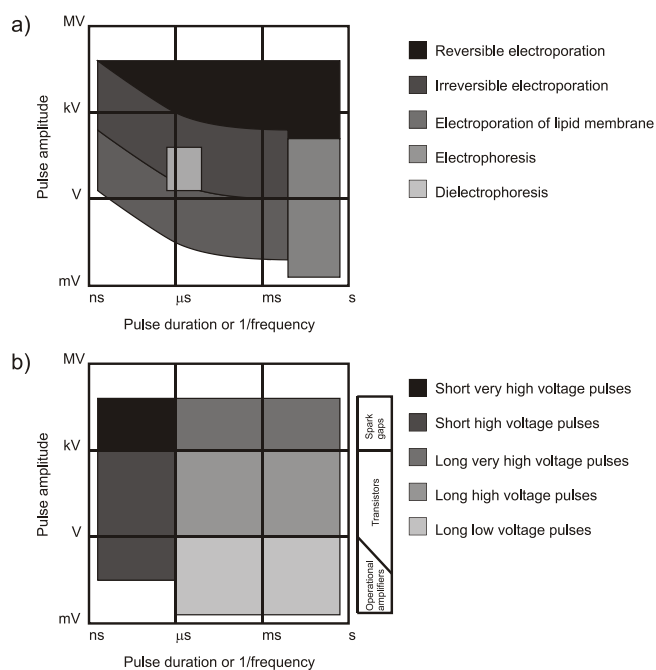 a)
MV
kV
V
mV
Pulse amplitude
ns
μs
ms
s
Pulse duration or 1/frequency
Reversible electroporation
Irreversible electroporation
Electroporation of lipid membrane
Electrophoresis
Dielectrophoresis
b)
MV
kV
V
mV
Pulse amplitude
ns
μs
ms
s
Pulse duration or 1/frequency
Spark
gaps
Transistors
Operational
amplifiers
Short very high voltage pulses
Short high voltage pulses
Long very high voltage pulses
Long high voltage pulses
Long low voltage pulses